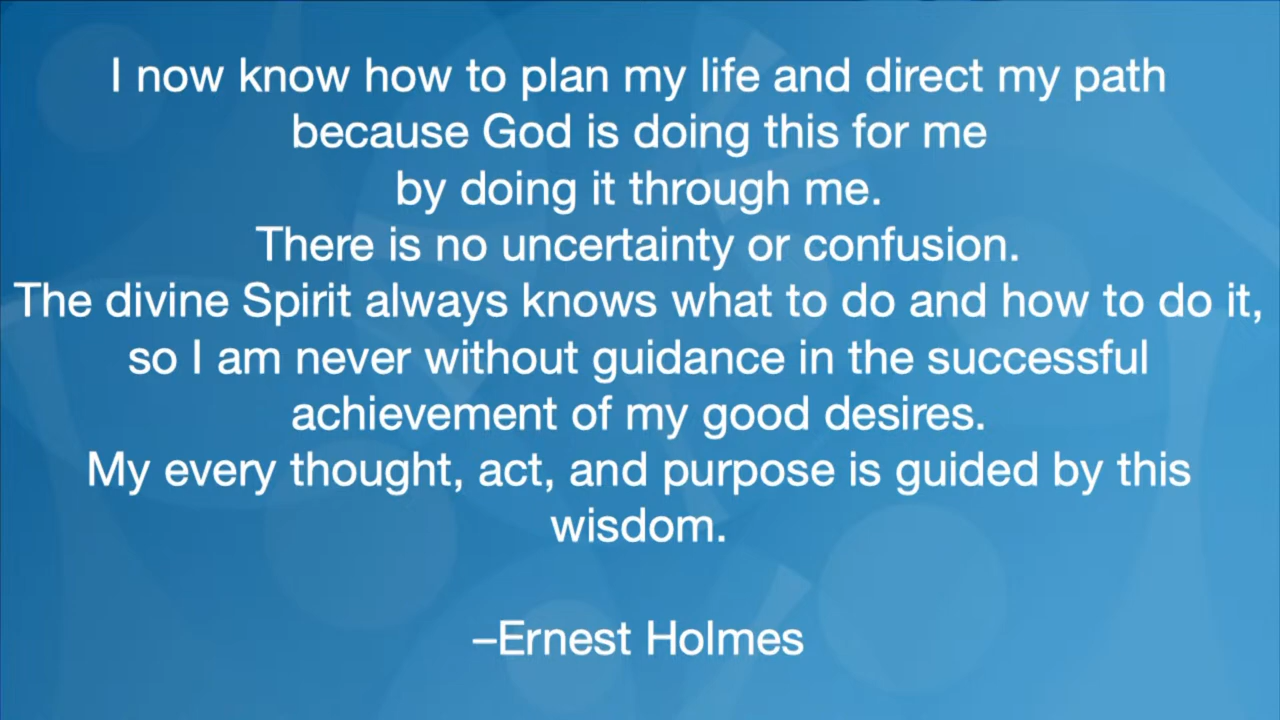 I now know how to plan my life and direct my path
because God is doing this for me
by doing it through me.
There is no uncertainty or confusion.
The divine Spirit always knows what to do and how to do it,
so I am never without guidance in the successful
achievement of my good desires.
My every thought, act, and purpose is guided by this
wisdom.
–Ernest Holmes